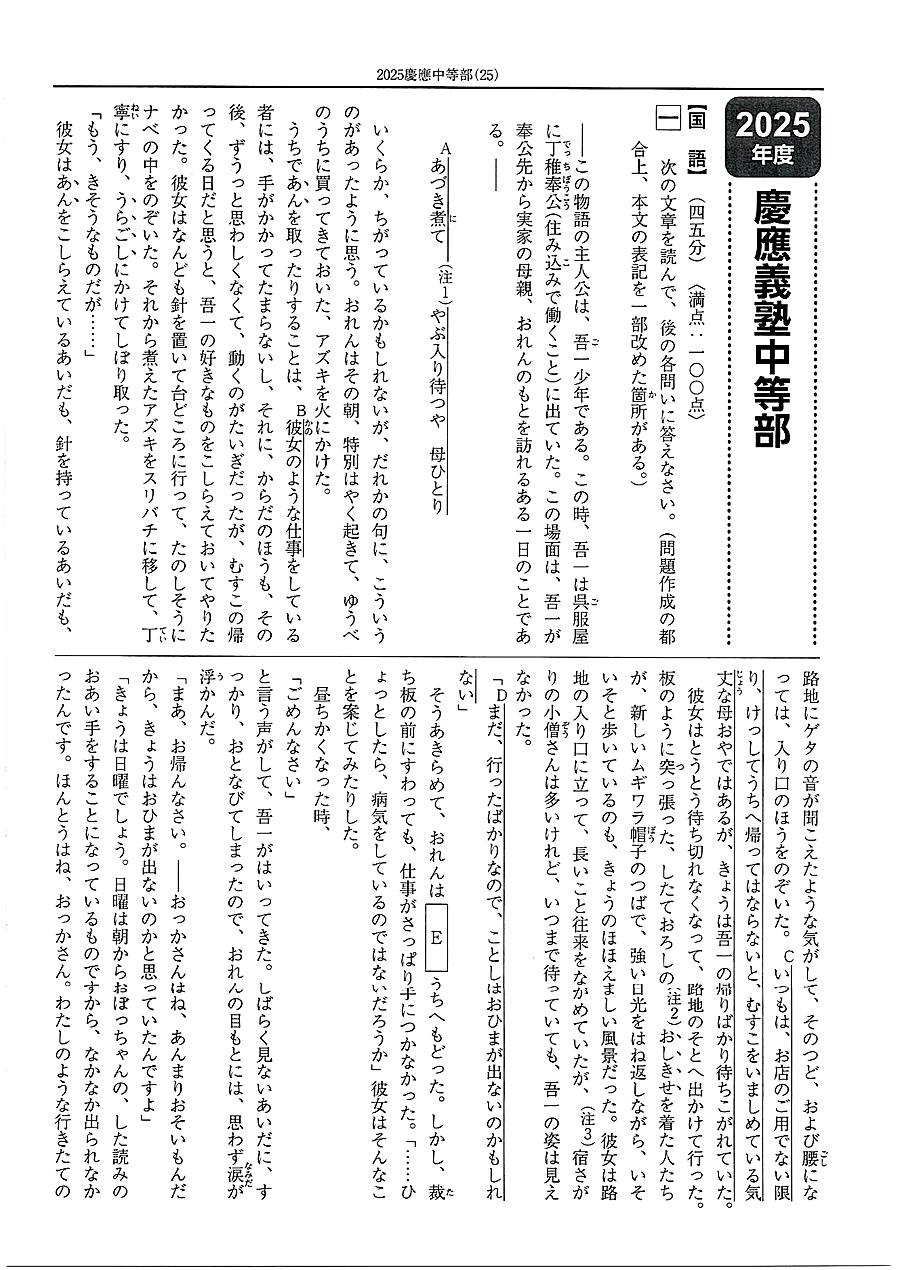 2025慶應中等部(25)
2025
年度
慶應義塾中等部
【国 語】 (四五分) 〈満点:一〇〇点〉
一 次の文章を読んで、後の各問いに答えなさい。(問題作成の都
合上、本文の表記を一部改めた箇所がある。)
――この物語の主人公は、吾一少年である。この時、吾一は呉服屋
に丁稚奉公(住み込みで働くこと)に出ていた。この場面は、吾一が
奉公先から実家の母親、おれんのもとを訪れるある一日のことであ
る。――
A あづき煮て (注1)やぶ入り待つや 母ひとり
いくらか、ちがっているかもしれないが、だれかの句に、こういう
のがあったように思う。おれんはその朝、特別はやく起きて、ゆうべ
のうちに買ってきておいた、アズキを火にかけた。
うちであんを取ったりすることは、B彼女のような仕事をしている
者には、手がかかってたまらないし、それに、からだのほうも、その
後、ずうっと思わしくなくて、動くのがたいぎだったが、むすこの帰
ってくる日だと思うと、吾一の好きなものをこしらえておいてやりた
かった。彼女はなんども針を置いて台どころに行って、たのしそうに
ナベの中をのぞいた。それから煮えたアズキをスリバチに移して、丁
寧にすり、うらごしにかけてしぼり取った。
「もう、きそうなものだが……」
彼女はあんをこしらえているあいだも、針を持っているあいだも、
路地にゲタの音が聞こえたような気がして、そのつど、および腰にな
っては、入り口のほうをのぞいた。Cいつもは、お店のご用でない限
り、けっしてうちへ帰ってはならないと、むすこをいましめている気
丈な母おやではあるが、きょうは吾一の帰りばかり待ちこがれていた。
彼女はとうとう待ち切れなくなって、路地のそとへ出かけて行った。
板のように突っ張った、したておろしの(注2)おしきせを着た人たち
が、新しいムギワラ帽子のつばで、強い日光をはね返しながら、いそ
いそと歩いているのも、きょうのほほえましい風景だった。彼女は路
地の入り口に立って、長いこと往来をながめていたが、(注3)宿さが
りの小僧さんは多いけれど、いつまで待っていても、吾一の姿は見え
なかった。
「Dまだ、行ったばかりなので、ことしはおひまが出ないのかもしれ
ない」
そうあきらめて、おれんは E うちへもどった。しかし、裁
ち板の前にすわっても、仕事がさっぱり手につかなかった。「……ひ
ょっとしたら、病気をしているのではないだろうか」彼女はそんなこ
とを案じてみたりした。
昼ちかくなった時、
「ごめんなさい」
と言う声がして、吾一がはいってきた。しばらく見ないあいだに、す
っかり、おとなびてしまったので、おれんの目もとには、思わず涙が
浮かんだ。
「まあ、お帰んなさい。――おっかさんはね、あんまりおそいもんだ
から、きょうはおひまが出ないのかと思っていたんですよ」
「きょうは日曜でしょう。日曜は朝からおぼっちゃんの、した読みの
おあい手をすることになっているものですから、なかなか出られなか
ったんです。ほんとうはね、おっかさん。わたしのような行きたての